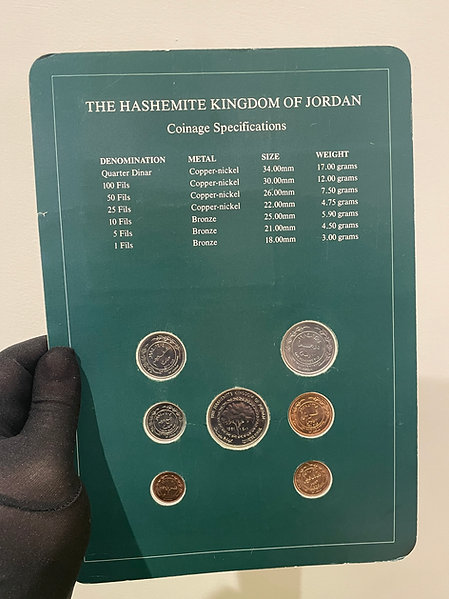 THE HASHEMITE KINGDOM OF JORDAN
Coinage Specifications
DENOMINATION METAL SIZE WEIGHT
Quarter Dinar Copper-nickel 34.00mm 17.00 grams
100 Fils Copper-nickel 30.00mm 12.00 grams
50 Fils Copper-nickel 26.00mm 7.50 grams
25 Fils Copper-nickel 22.00mm 4.75 grams
10 Fils Bronze 25.00mm 5.90 grams
5 Fils Bronze 21.00mm 4.50 grams
1 Fils Bronze 18.00mm 3.00 grams
KINGDOM OF